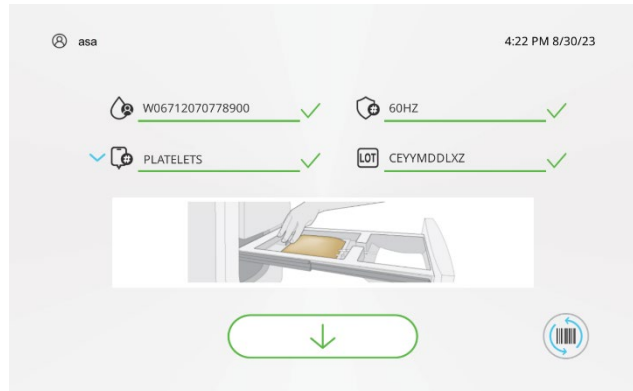 asa
4:22 PM 8/30/23
W06712070778900
60HZ
PLATELETS
LOT
CEYYMDDLXZ